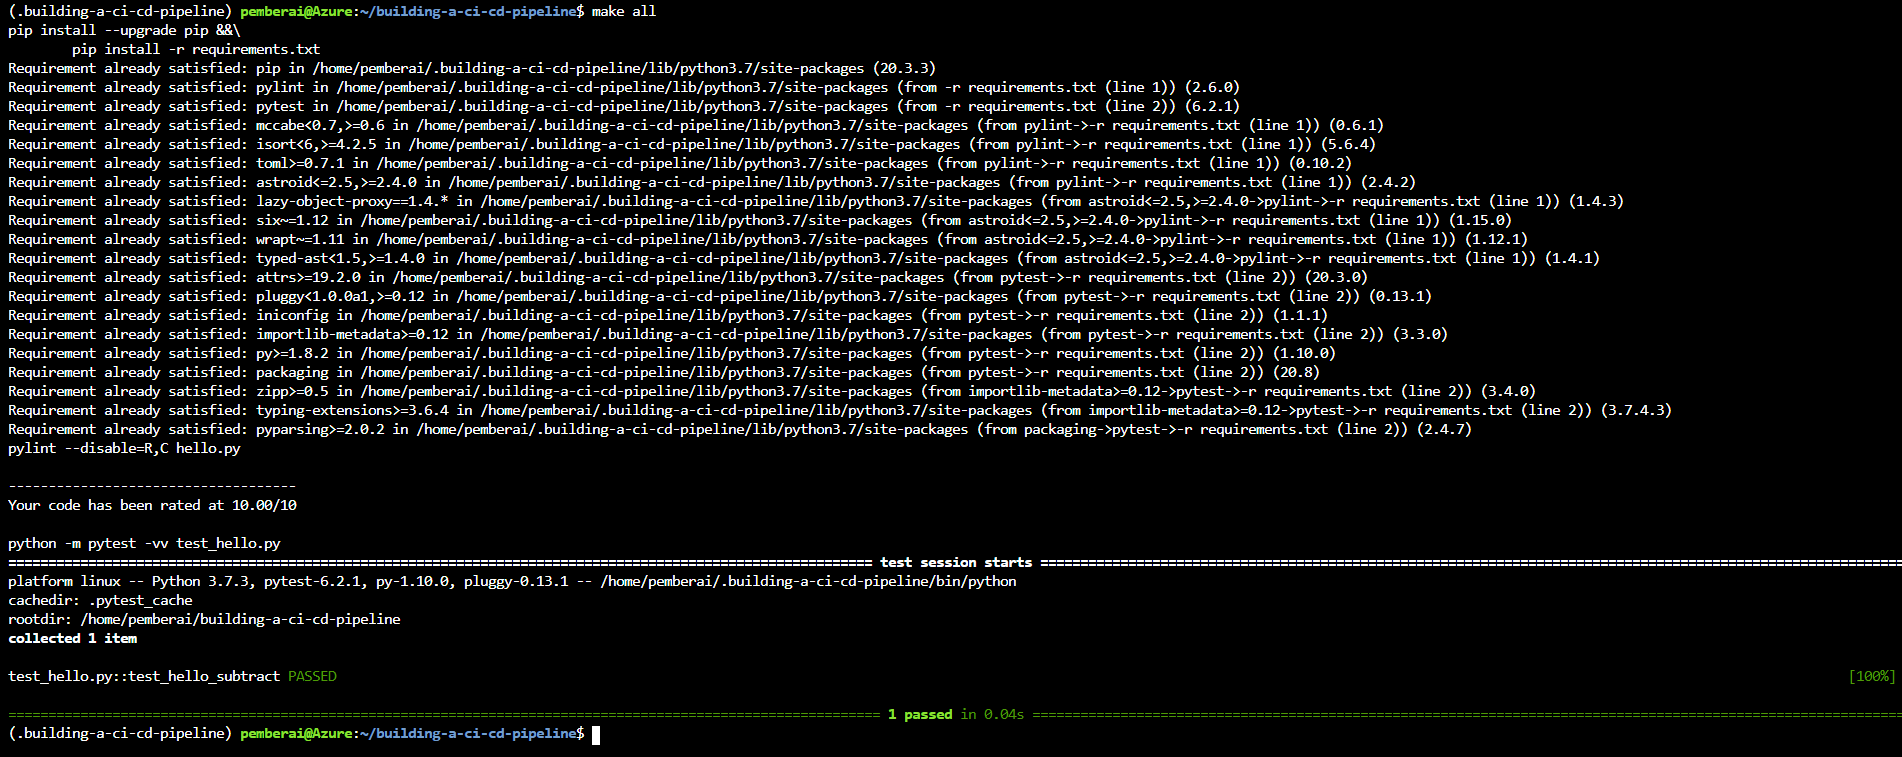 (.building-a-ci-cd-pipeline) pemberai@Azure:~/building-a-ci-cd-pipeline$ make all
pip install --upgrade pip &&\
        pip install -r requirements.txt
Requirement already satisfied: pip in /home/pemberai/.building-a-ci-cd-pipeline/lib/python3.7/site-packages (20.3.3)
Requirement already satisfied: pylint in /home/pemberai/.building-a-ci-cd-pipeline/lib/python3.7/site-packages (from -r requirements.txt (line 1)) (2.6.0)
Requirement already satisfied: pytest in /home/pemberai/.building-a-ci-cd-pipeline/lib/python3.7/site-packages (from -r requirements.txt (line 2)) (6.2.1)
Requirement already satisfied: mccabe<0.7,>=0.6 in /home/pemberai/.building-a-ci-cd-pipeline/lib/python3.7/site-packages (from pylint->-r requirements.txt (line 1)) (0.6.1)
Requirement already satisfied: isort<6,>=4.2.5 in /home/pemberai/.building-a-ci-cd-pipeline/lib/python3.7/site-packages (from pylint->-r requirements.txt (line 1)) (5.6.4)
Requirement already satisfied: toml>=0.7.1 in /home/pemberai/.building-a-ci-cd-pipeline/lib/python3.7/site-packages (from pylint->-r requirements.txt (line 1)) (0.10.2)
Requirement already satisfied: astroid<=2.5,>=2.4.0 in /home/pemberai/.building-a-ci-cd-pipeline/lib/python3.7/site-packages (from pylint->-r requirements.txt (line 1)) (2.4.2)
Requirement already satisfied: lazy-object-proxy==1.4.* in /home/pemberai/.building-a-ci-cd-pipeline/lib/python3.7/site-packages (from astroid<=2.5,>=2.4.0->pylint->-r requirements.txt (line 1)) (1.4.3)
Requirement already satisfied: six~=1.12 in /home/pemberai/.building-a-ci-cd-pipeline/lib/python3.7/site-packages (from astroid<=2.5,>=2.4.0->pylint->-r requirements.txt (line 1)) (1.15.0)
Requirement already satisfied: wrapt~=1.11 in /home/pemberai/.building-a-ci-cd-pipeline/lib/python3.7/site-packages (from astroid<=2.5,>=2.4.0->pylint->-r requirements.txt (line 1)) (1.12.1)
Requirement already satisfied: typed-ast<1.5,>=1.4.0 in /home/pemberai/.building-a-ci-cd-pipeline/lib/python3.7/site-packages (from astroid<=2.5,>=2.4.0->pylint->-r requirements.txt (line 1)) (1.4.1)
Requirement already satisfied: attrs>=19.2.0 in /home/pemberai/.building-a-ci-cd-pipeline/lib/python3.7/site-packages (from pytest->-r requirements.txt (line 2)) (20.3.0)
Requirement already satisfied: pluggy<1.0.0a1,>=0.12 in /home/pemberai/.building-a-ci-cd-pipeline/lib/python3.7/site-packages (from pytest->-r requirements.txt (line 2)) (0.13.1)
Requirement already satisfied: iniconfig in /home/pemberai/.building-a-ci-cd-pipeline/lib/python3.7/site-packages (from pytest->-r requirements.txt (line 2)) (1.1.1)
Requirement already satisfied: importlib-metadata>=0.12 in /home/pemberai/.building-a-ci-cd-pipeline/lib/python3.7/site-packages (from pytest->-r requirements.txt (line 2)) (3.3.0)
Requirement already satisfied: py>=1.8.2 in /home/pemberai/.building-a-ci-cd-pipeline/lib/python3.7/site-packages (from pytest->-r requirements.txt (line 2)) (1.10.0)
Requirement already satisfied: packaging in /home/pemberai/.building-a-ci-cd-pipeline/lib/python3.7/site-packages (from pytest->-r requirements.txt (line 2)) (20.8)
Requirement already satisfied: zipp>=0.5 in /home/pemberai/.building-a-ci-cd-pipeline/lib/python3.7/site-packages (from importlib-metadata>=0.12->pytest->-r requirements.txt (line 2)) (3.4.0)
Requirement already satisfied: typing-extensions>=3.6.4 in /home/pemberai/.building-a-ci-cd-pipeline/lib/python3.7/site-packages (from importlib-metadata>=0.12->pytest->-r requirements.txt (line 2)) (3.7.4.3)
Requirement already satisfied: pyparsing>=2.0.2 in /home/pemberai/.building-a-ci-cd-pipeline/lib/python3.7/site-packages (from packaging->pytest->-r requirements.txt (line 2)) (2.4.7)
pylint --disable=R,C hello.py
------------------------------------
Your code has been rated at 10.00/10
python -m pytest -vv test_hello.py
============ test session starts ============
platform linux -- Python 3.7.3, pytest-6.2.1, py-1.10.0, pluggy-0.13.1 -- /home/pemberai/.building-a-ci-cd-pipeline/bin/python
cachedir: .pytest_cache
rootdir: /home/pemberai/building-a-ci-cd-pipeline
collected 1 item
test_hello.py::test_hello_subtract PASSED [100%]
============ 1 passed in 0.04s ============
(.building-a-ci-cd-pipeline) pemberai@Azure:~/building-a-ci-cd-pipeline$